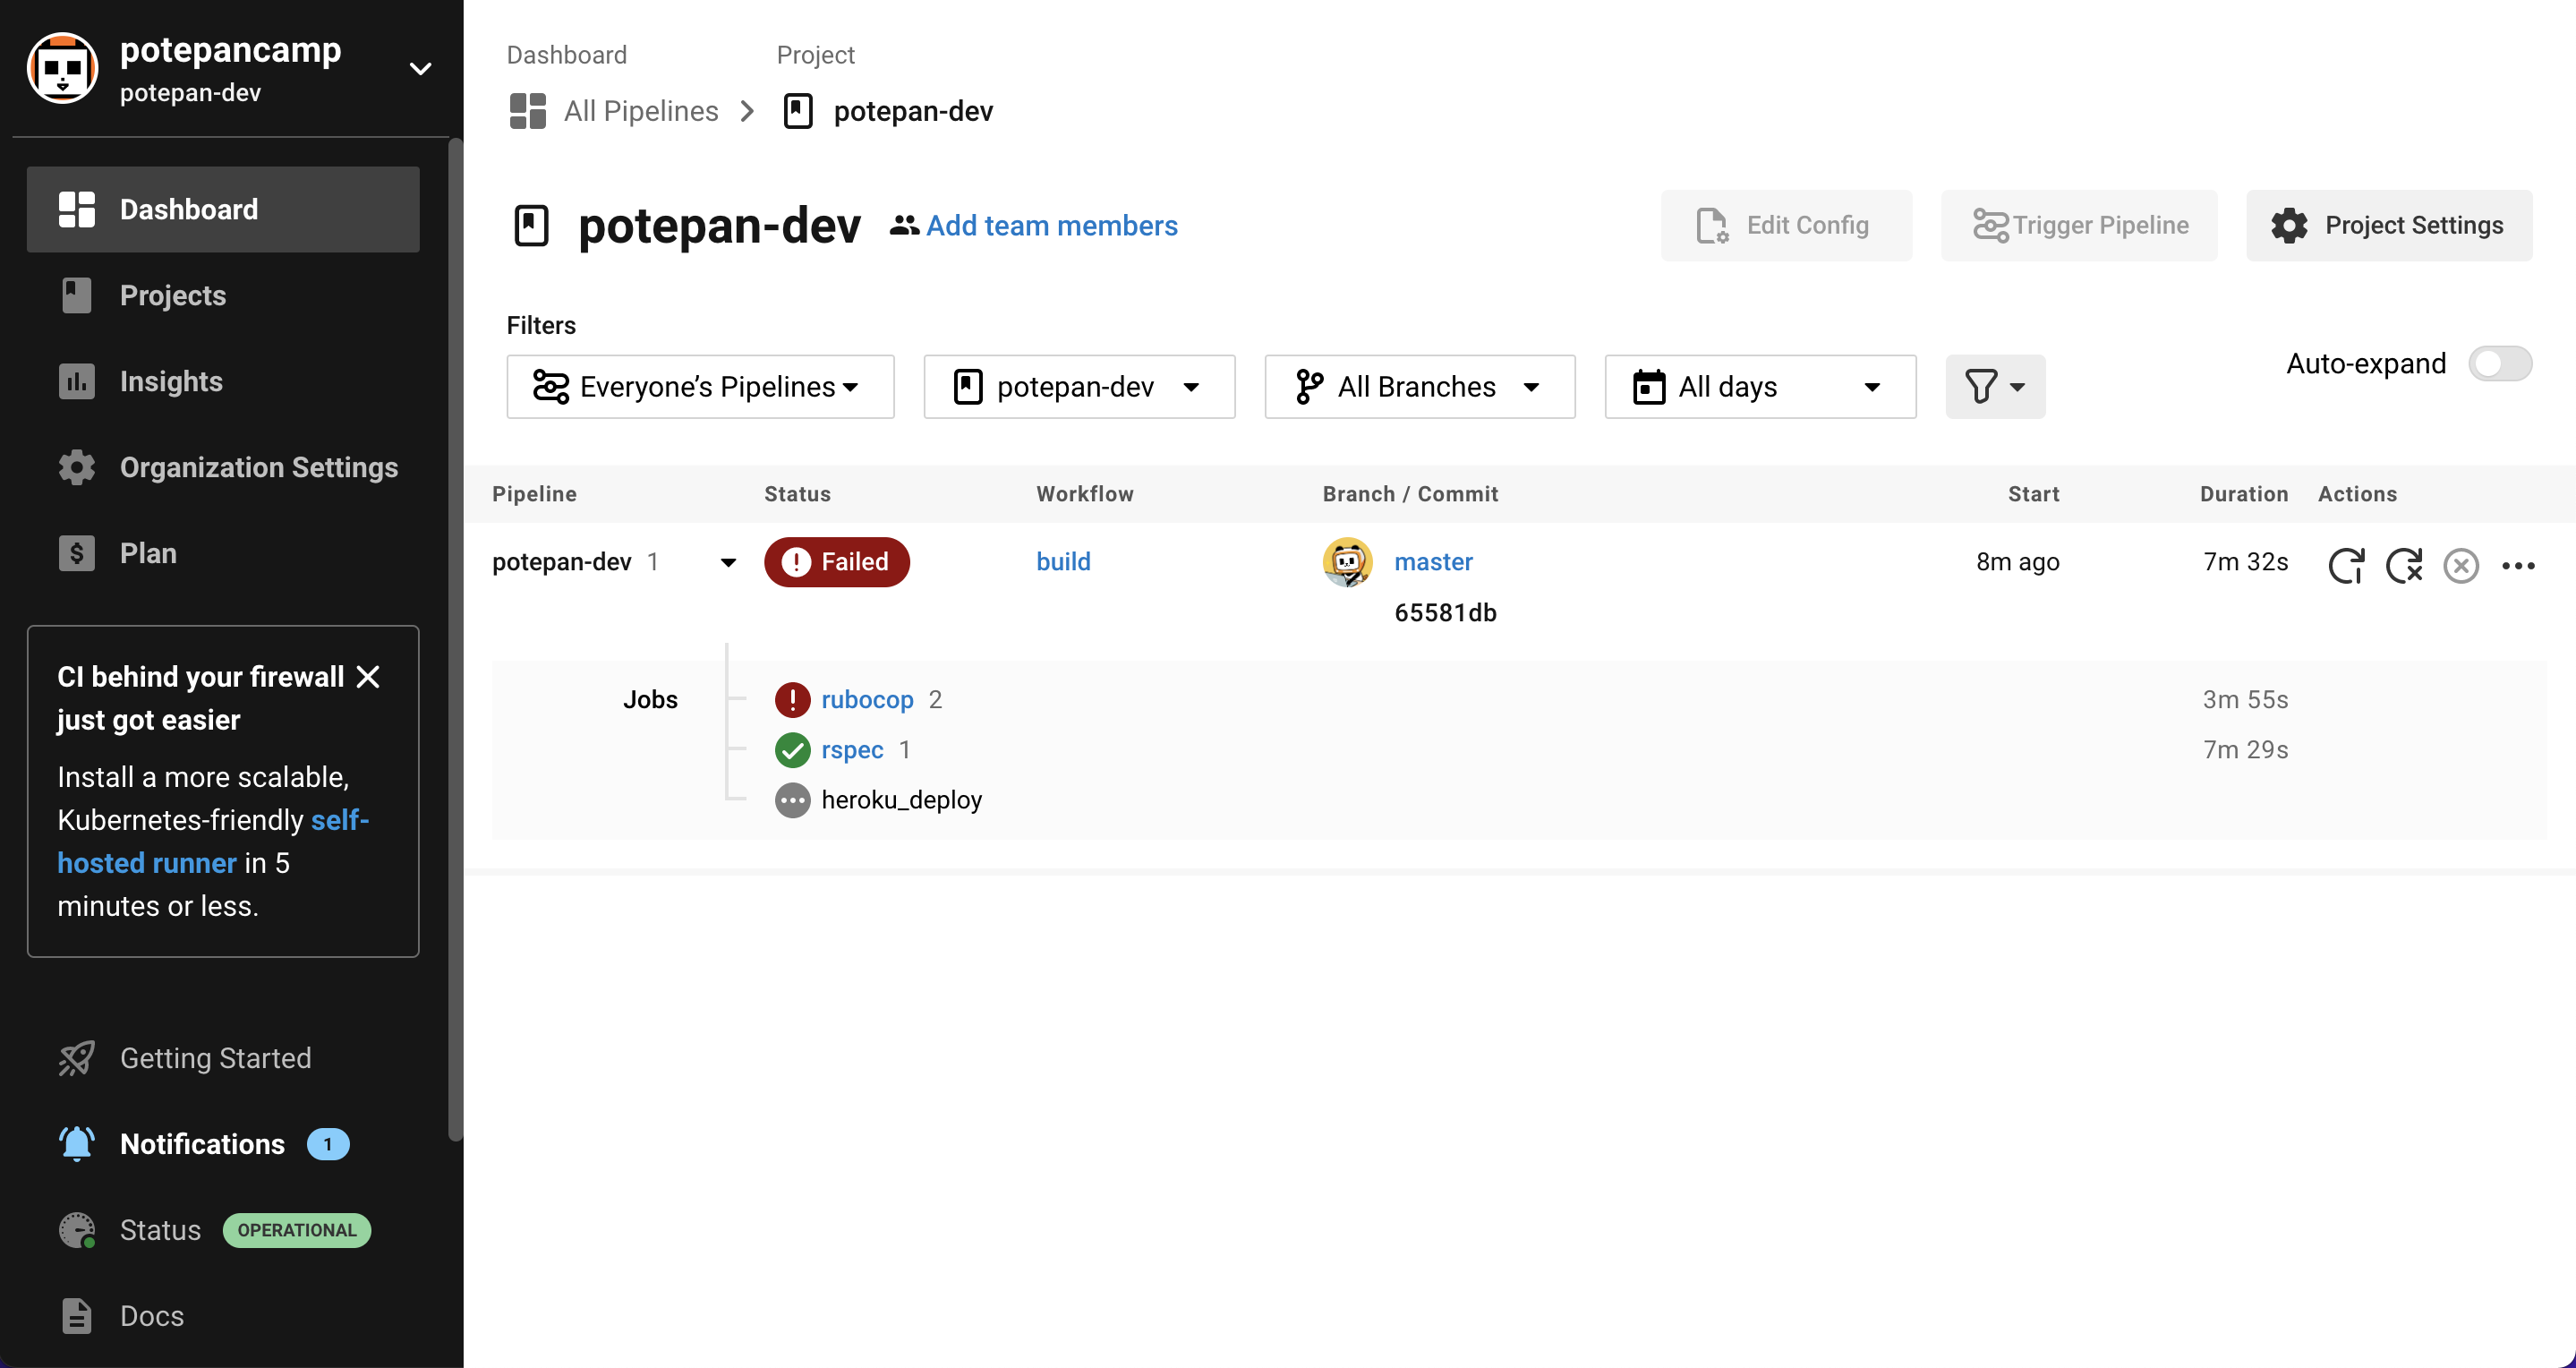 potepancamp
potepan-dev
Dashboard
Projects
Insights
Organization Settings
Plan
CI behind your firewall
just got easier
Install a more scalable,
Kubernetes-friendly self-
hosted runner in 5
minutes or less.
Getting Started
Notifications 1
Status OPERATIONAL
Docs
Dashboard Project
All Pipelines potepan-dev
potepan-dev Add team members Edit Config Trigger Pipeline Project Settings
Filters
Everyone’s Pipelines potepan-dev All Branches All days Auto-expand
Pipeline Status Workflow Branch / Commit Start Duration Actions
potepan-dev 1 Failed build master 8m ago 7m 32s
65581db
Jobs rubocop 2 3m 55s
rspec 1 7m 29s
heroku_deploy